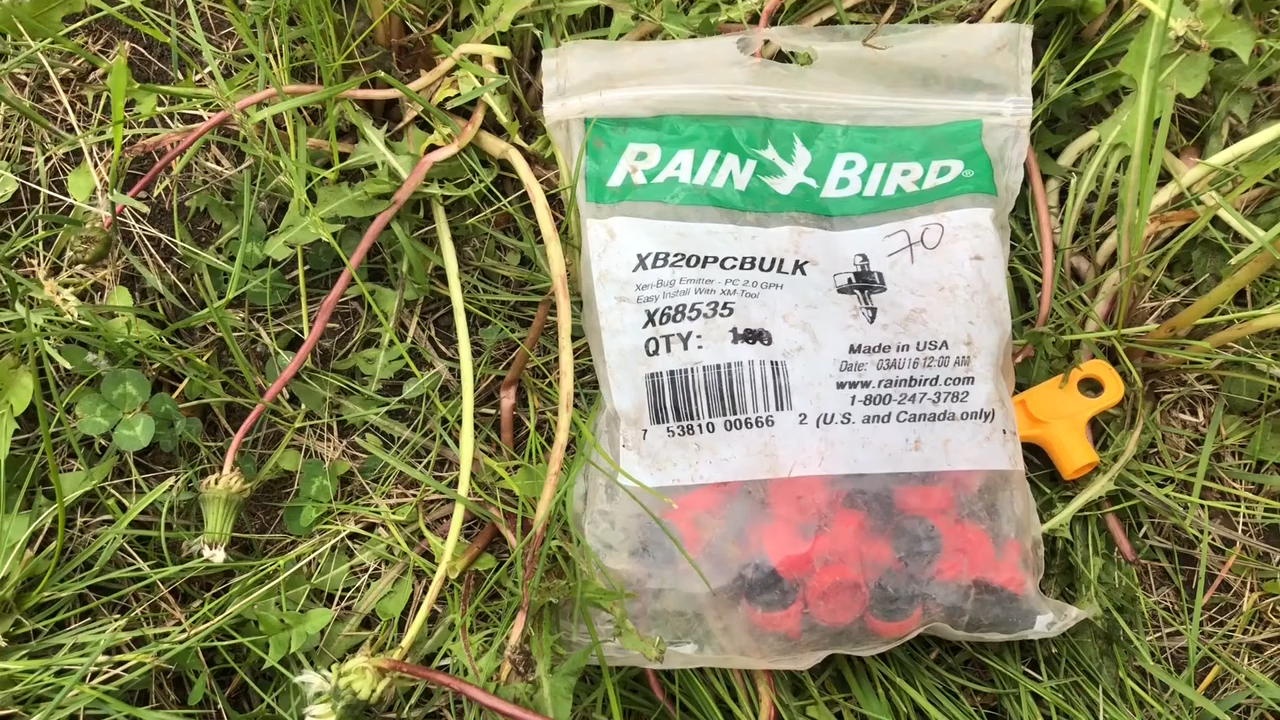 RAIN BIRD®
70
XB20PCBULK
Xeri-Bug Emitter - PC 2.0 GPH
Easy Install With XM-Tool
X68535
QTY:
Made in USA
Date: 03AU16 12:00 AM
www.rainbird.com
1-800-247-3782
(U.S. and Canada only)
7 53810 00666 2